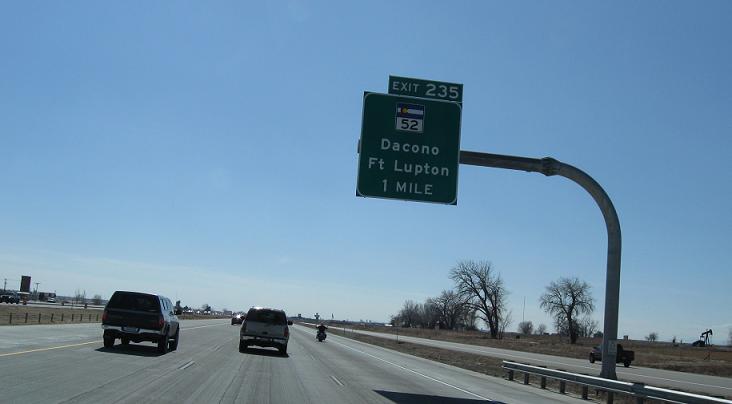 EXIT 235
52
Dacono
Ft Lupton
1 MILE